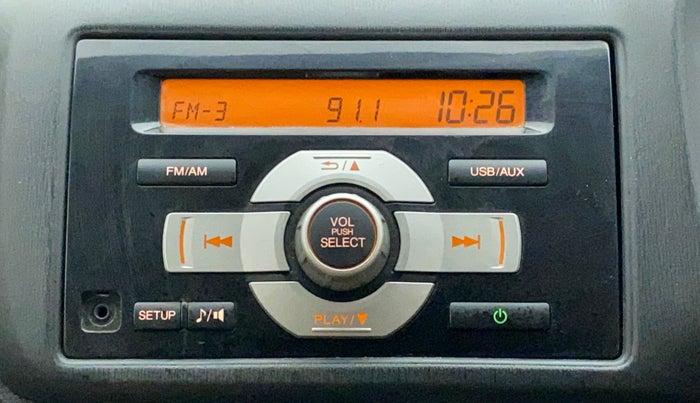 FM-3 91.1 10:26
FM/AM
USB/AUX
VOL
PUSH
SELECT
SETUP
PLAY/▼